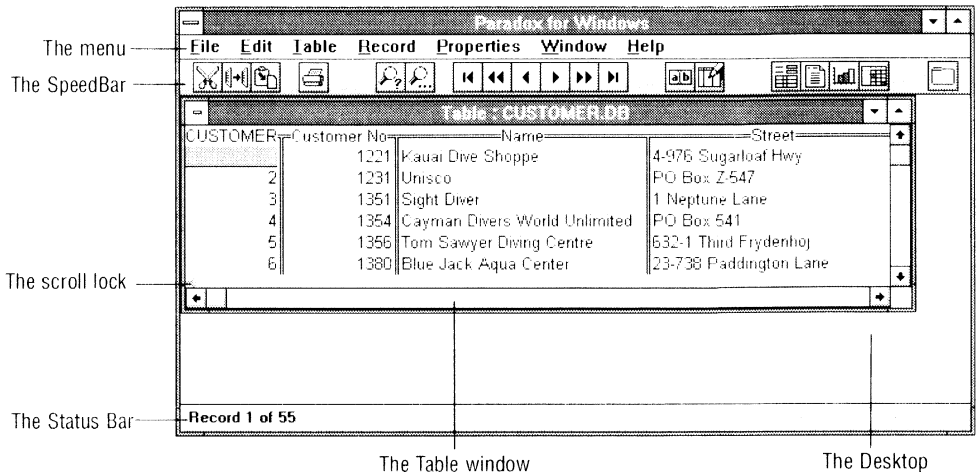 Paradox for Windows
The menu
File Edit Table Record Properties Window Help
The SpeedBar
Table : CUSTOMER.DB
CUSTOMER Customer No Name Street
1221 Kauai Dive Shoppe 4-976 Sugarloaf Hwy
2 1231 Unisco PO Box Z-547
3 1351 Sight Diver 1 Neptune Lane
4 1354 Cayman Divers World Unlimited PO Box 541
5 1356 Tom Sawyer Diving Centre 632-1 Third Frydenhoj
6 1380 Blue Jack Aqua Center 23-738 Paddington Lane
The scroll lock
The Status Bar
Record 1 of 55
The Table window
The Desktop